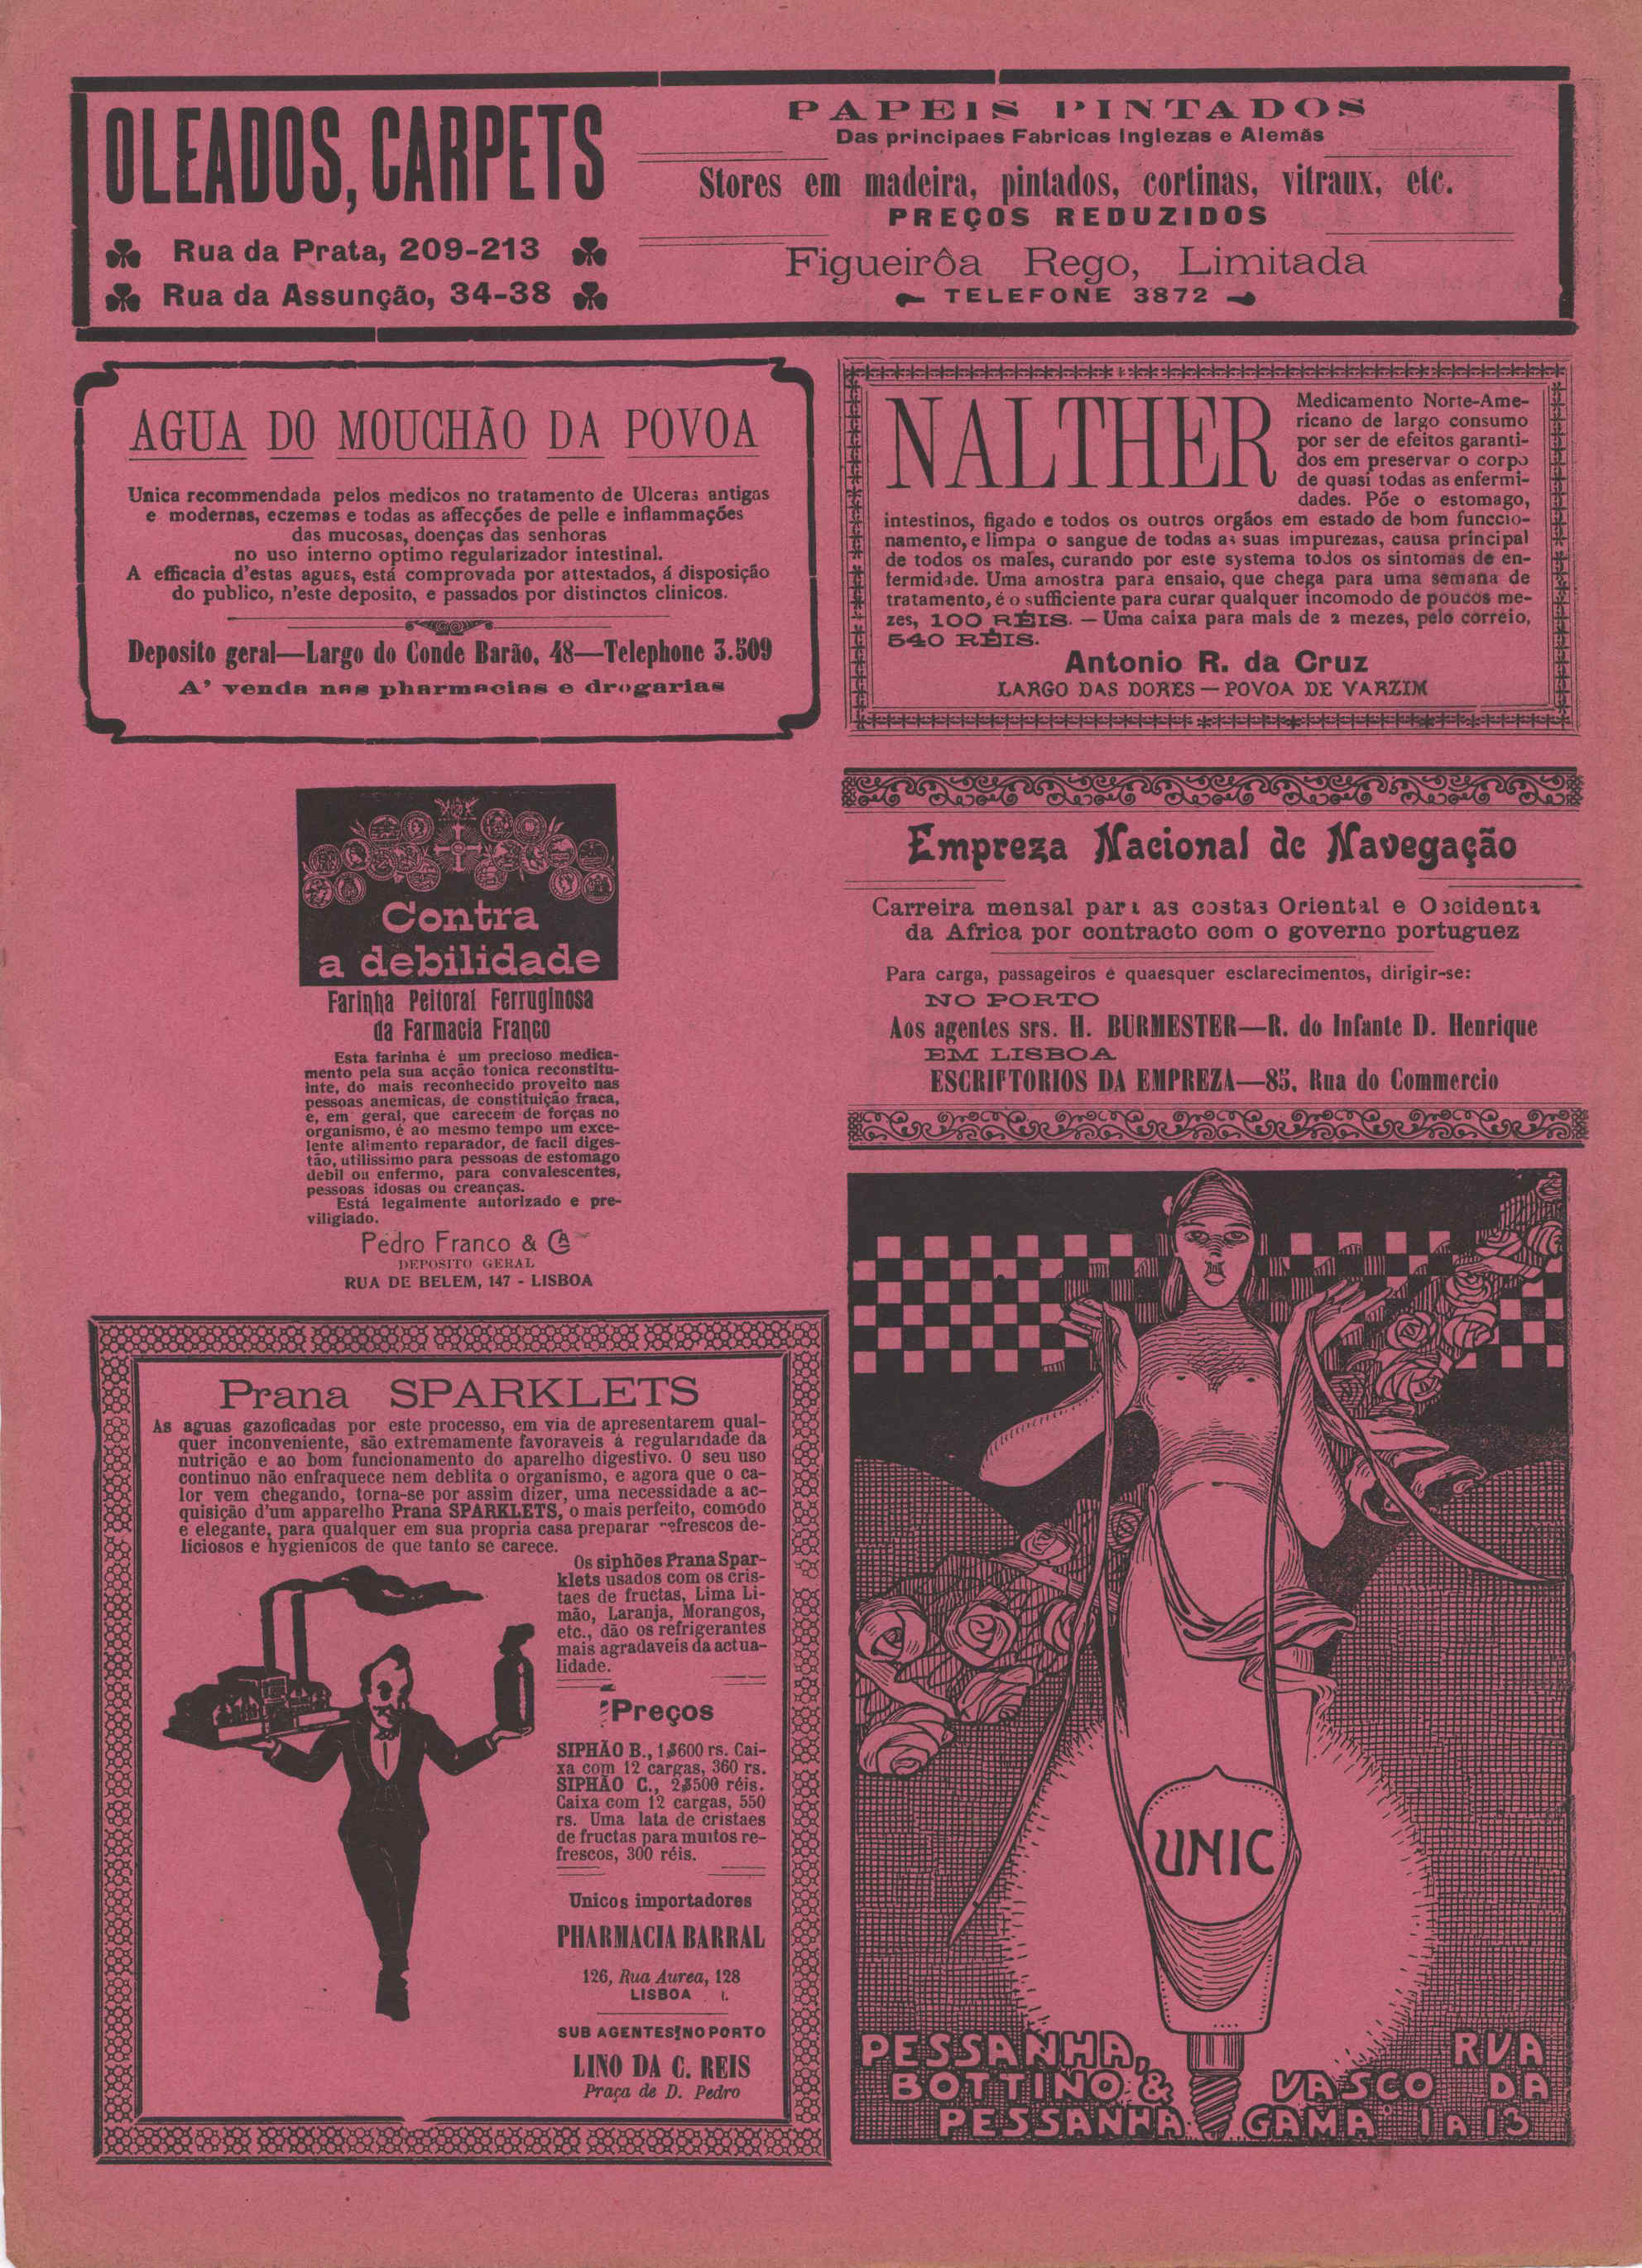 OLEADOS, CARPETS
Rua da Prata, 209-213
Rua da Assunção, 34-38
PAPEIS PINTADOS
Das principaes Fabricas Inglezas e Alemãs
Stores em madeira, pintados, cortinas, vitraux, etc.
PREÇOS REDUZIDOS
Figueirôa Rego, Limitada
TELEFONE 3872
AGUA DO MOUCHÃO DA POVOA
Unica recommendada pelos medicos no tratamento de Ulceras antigas
e modernas, eczemas e todas as affecções de pelle e inflammações
das mucosas, doenças das senhoras
no uso interno optimo regularizador intestinal.
A efficacia d'estas aguas, está comprovada por attestados, á disposição
do publico, n'este deposito, e passados por distinctos clinicos.
Deposito geral—Largo do Conde Barão, 48—Telephone 3.509
A' venda nas pharmacias e drogarias
NALTHER
Medicamento Norte-Ame-
ricano de largo consumo
por ser de efeitos garanti-
dos em preservar o corpo
de quasi todas as enfermi-
dades. Põe o estomago,
intestinos, figado e todos os outros orgãos em estado de bom funccio-
namento, e limpa o sangue de todas as suas impurezas, causa principal
de todos os males, curando por este systema todos os sintomas de en-
fermidade. Uma amostra para ensaio, que chega para uma semana de
tratamento, é o sufficiente para curar qualquer incomodo de poucos me-
zes, 100 RÉIS. — Uma caixa para mais de 2 mezes, pelo correio,
540 RÉIS.
Antonio R. da Cruz
LARGO DAS DORES — POVOA DE VARZIM
Contra
a debilidade
Farinha Peitoral Ferruginosa
da Farmacia Franco
Esta farinha é um precioso medica-
mento pela sua acção tonica reconstitu-
inte, do mais reconhecido proveito nas
pessoas anemicas, de constituição fraca,
e, em geral, que carecem de forças no
organismo, é ao mesmo tempo um exce-
lente alimento reparador, de facil diges-
tão, utilissimo para pessoas de estomago
debil ou enfermo, para convalescentes,
pessoas idosas ou creanças.
Está legalmente autorizado e pre-
viligiado.
Pedro Franco & CA
DEPOSITO GERAL
RUA DE BELEM, 147 - LISBOA
Empreza Nacional de Navegação
Carreira mensal para as costas Oriental e Occidenta
da Africa por contracto com o governo portuguez
Para carga, passageiros e quaesquer esclarecimentos, dirigir-se:
NO PORTO
Aos agentes srs. H. BURMESTER—R. do Infante D. Henrique
EM LISBOA
ESCRIPTORIOS DA EMPREZA—85, Rua do Commercio
Prana SPARKLETS
As aguas gazoficadas por este processo, em via de apresentarem qual-
quer inconveniente, são extremamente favoraveis á regularidade da
nutrição e ao bom funcionamento do aparelho digestivo. O seu uso
continuo não enfraquece nem deblita o organismo, e agora que o ca-
lor vem chegando, torna-se por assim dizer, uma necessidade a ac-
quisição d'um apparelho Prana SPARKLETS, o mais perfeito, comodo
e elegante, para qualquer em sua propria casa preparar refrescos de-
liciosos e hygienicos de que tanto se carece.
Os siphões Prana Spar-
klets usados com os cris-
taes de fructas, Lima Li-
mão, Laranja, Morangos,
etc., dão os refrigerantes
mais agradaveis da actua-
lidade.
Preços
SIPHÃO B., 1$600 rs. Cai-
xa com 12 cargas, 360 rs.
SIPHÃO C., 2$500 réis.
Caixa com 12 cargas, 550
rs. Uma lata de cristaes
de fructas para muitos re-
frescos, 300 réis.
Unicos importadores
PHARMACIA BARRAL
126, Rua Aurea, 128
LISBOA
SUB AGENTES NO PORTO
LINO DA C. REIS
Praça de D. Pedro
UNIC
PESSANHA,
BOTTINO &
PESSANHA
RVA
VASCO DA
GAMA 1 A 13